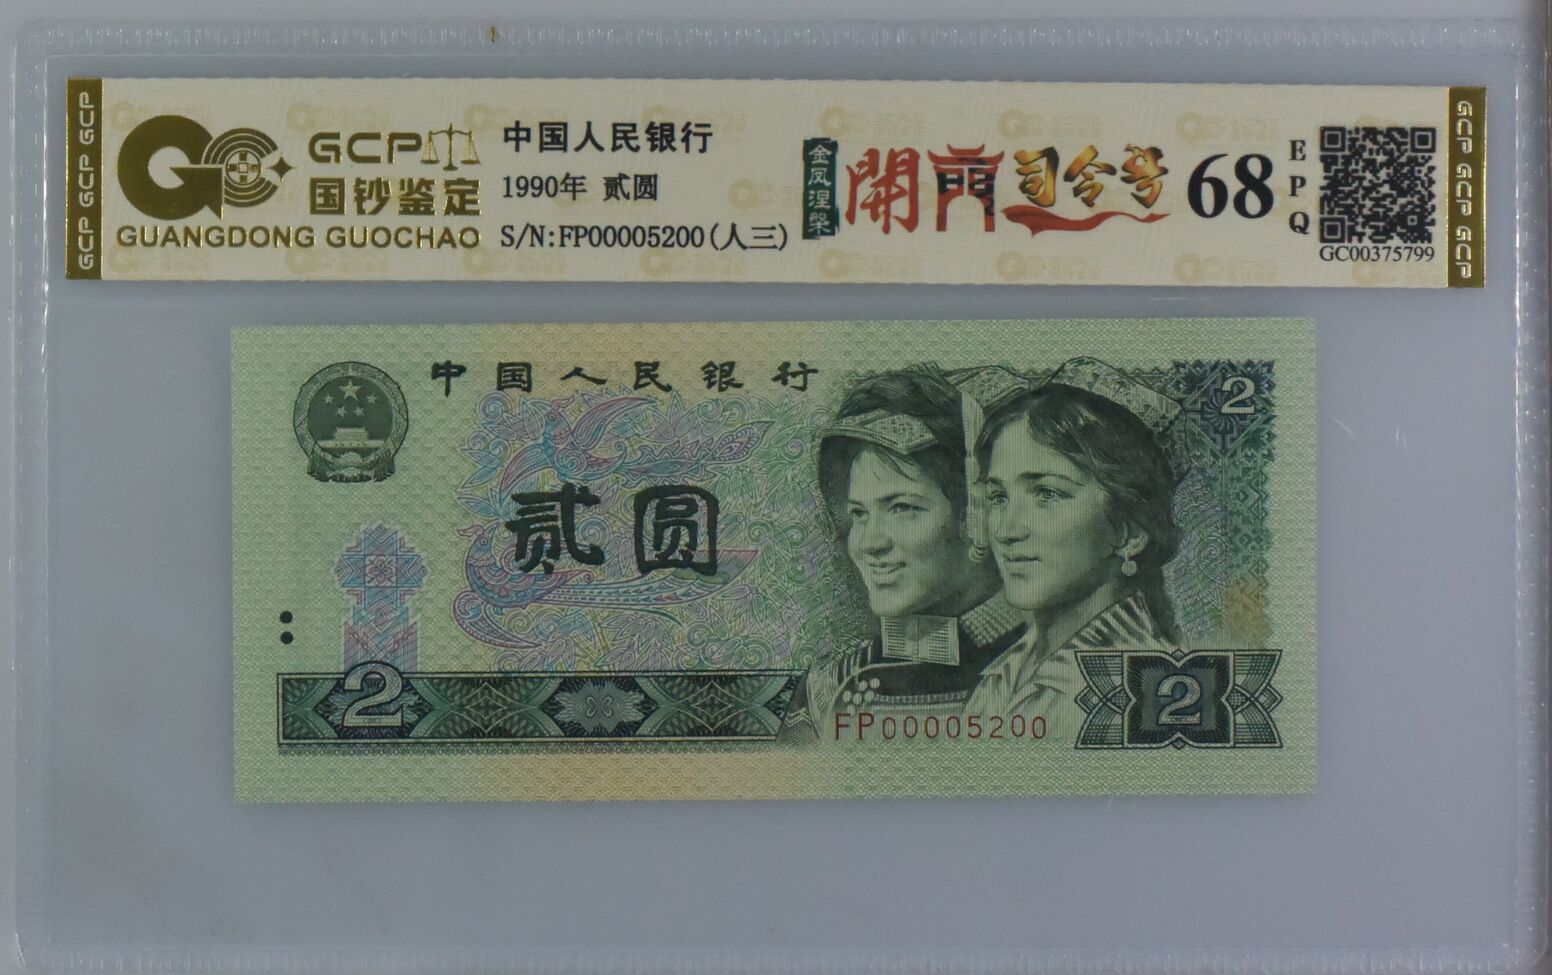 GCP GCP GCP
GCP
国钞鉴定
GUANGDONG GUOCHAO
中国人民银行
1990年 贰圆
S/N:FP00005200(人三)
金凤涅槃
開門司令号
68
EPQ
GC00375799
GCP GCP GCP
中国人民银行
2
贰圆
2
FP00005200
2